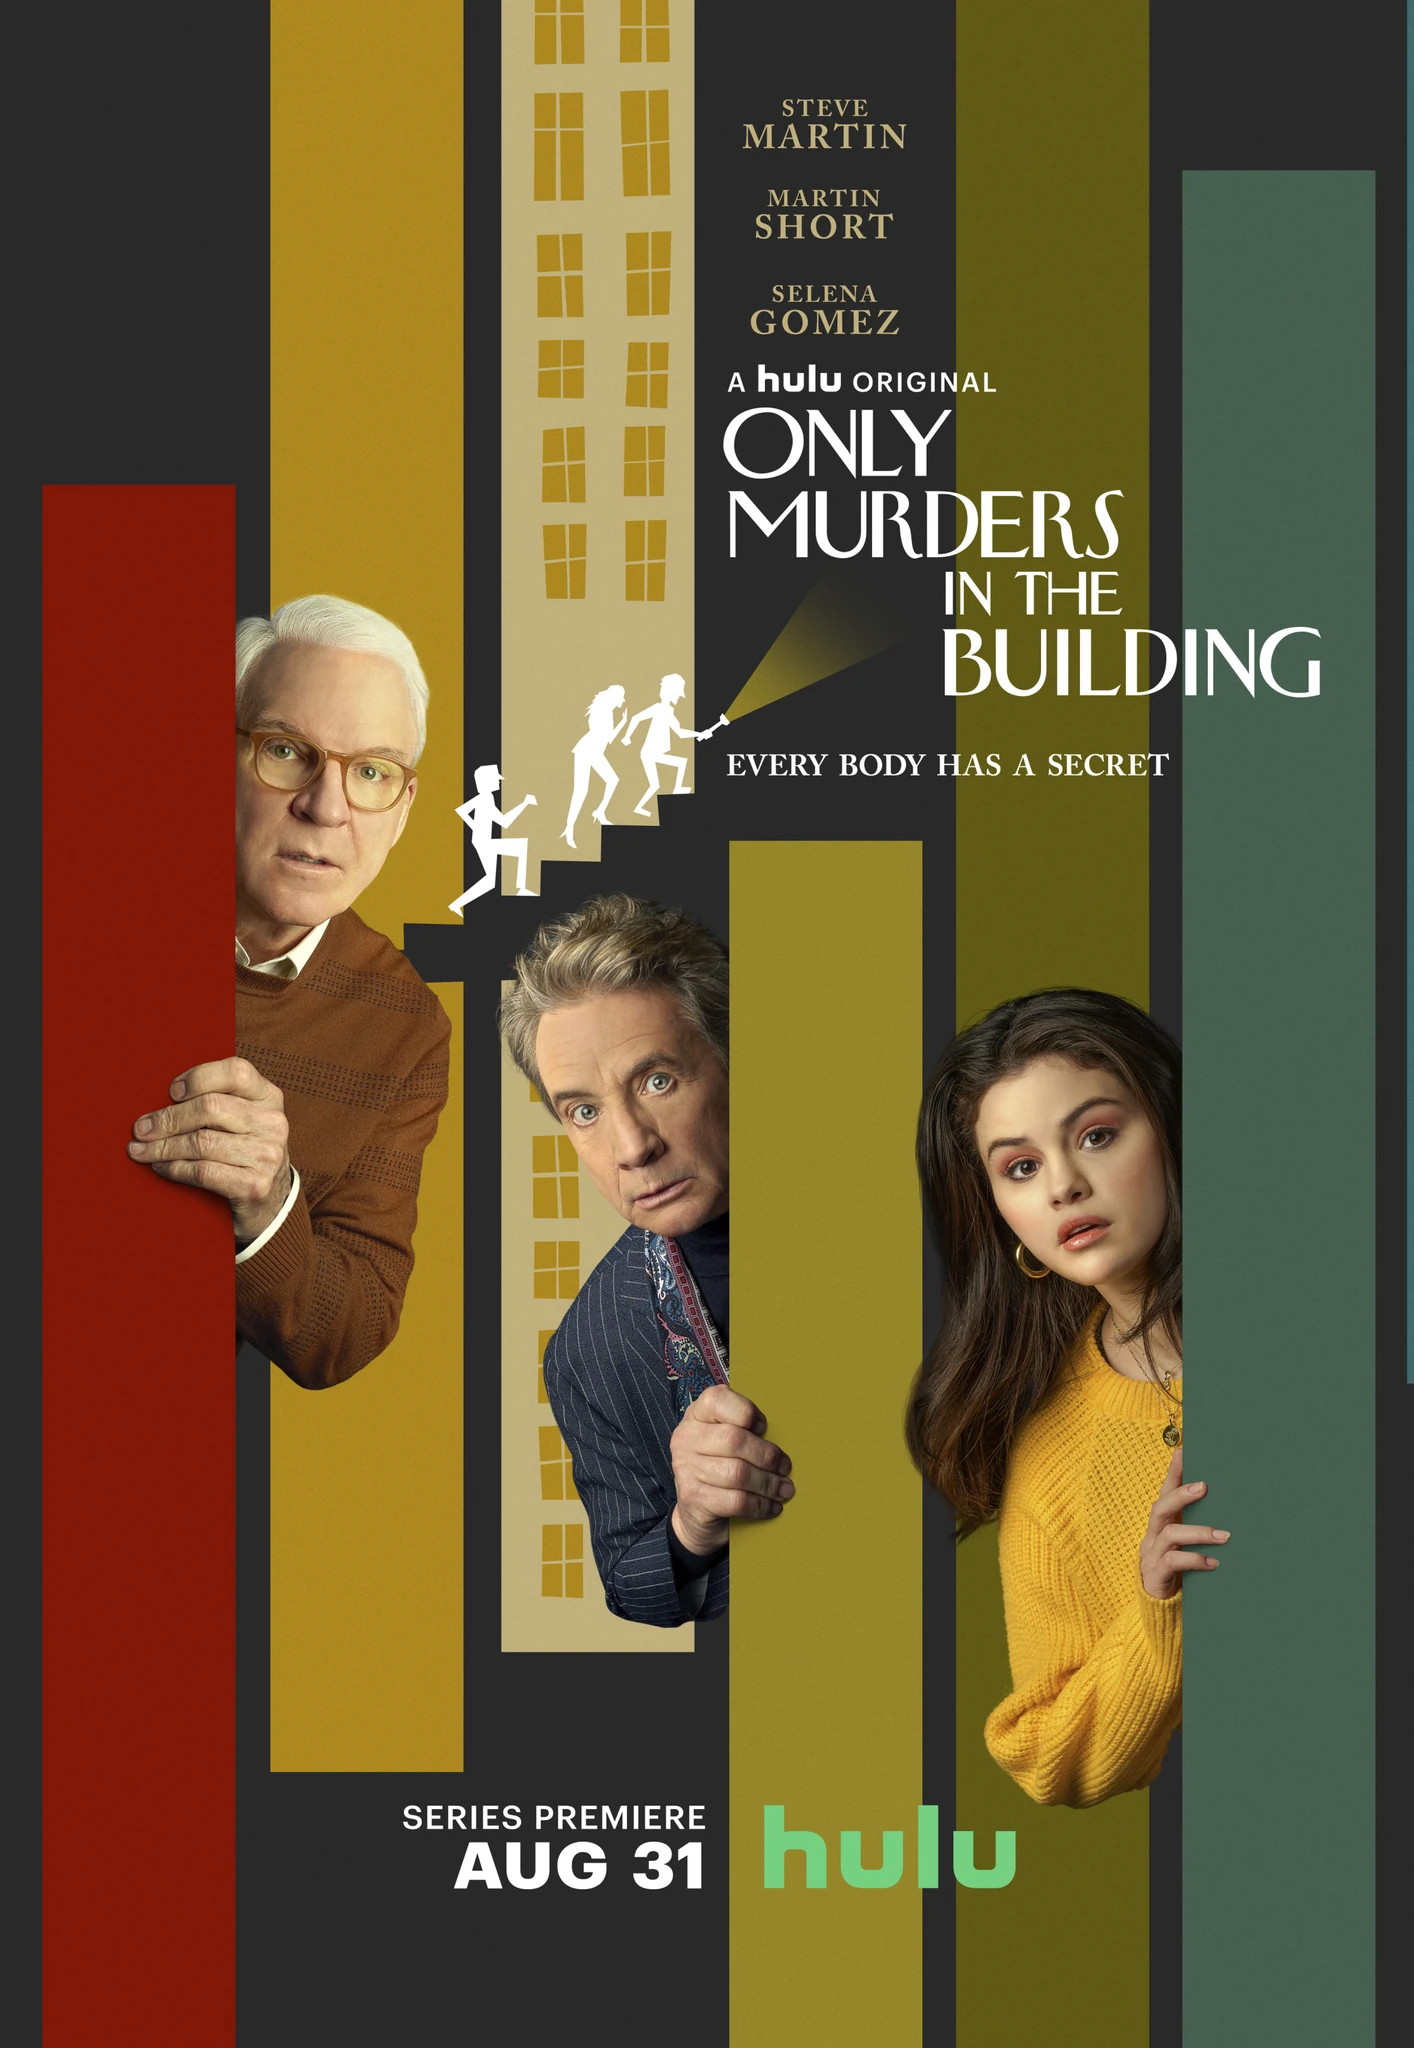 STEVE
MARTIN
MARTIN
SHORT
SELENA
GOMEZ
A hulu ORIGINAL
ONLY
MURDERS
IN THE
BUILDING
EVERY BODY HAS A SECRET
SERIES PREMIERE
AUG 31
hulu